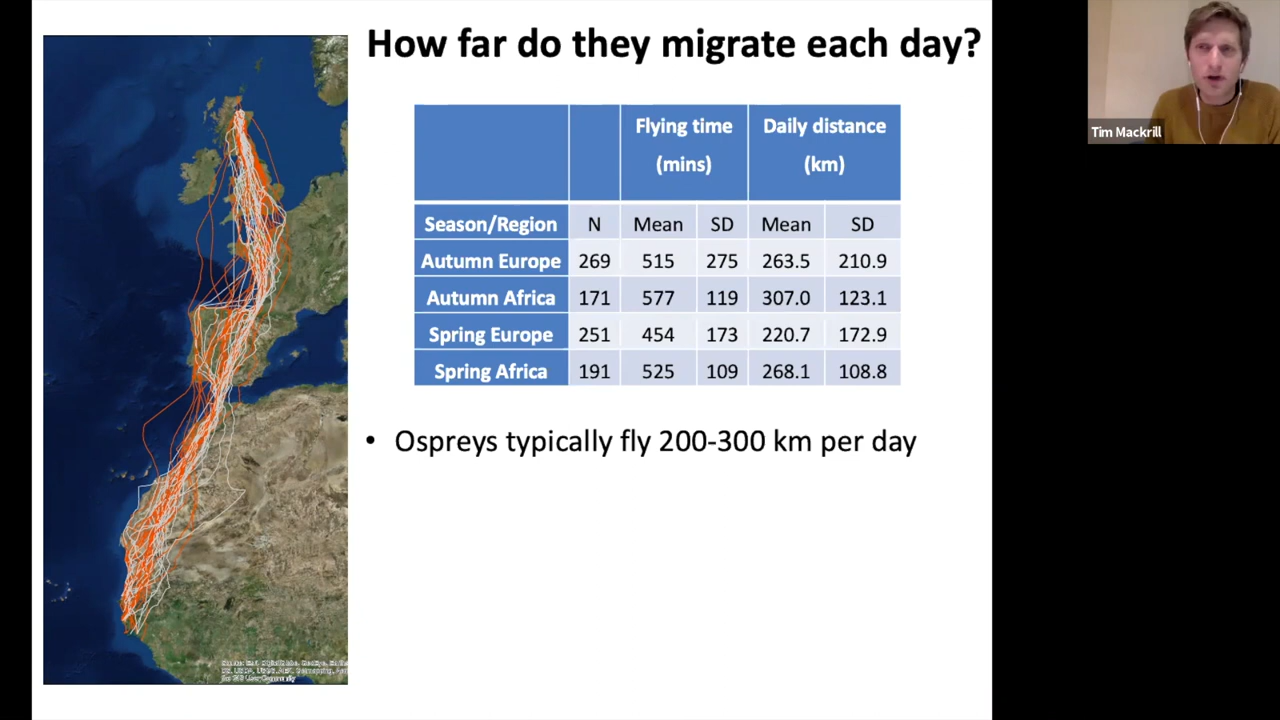 How far do they migrate each day?
Tim Mackrill
Flying time (mins) Daily distance (km)
Season/Region N Mean SD Mean SD
Autumn Europe 269 515 275 263.5 210.9
Autumn Africa 171 577 119 307.0 123.1
Spring Europe 251 454 173 220.7 172.9
Spring Africa 191 525 109 268.1 108.8
• Ospreys typically fly 200-300 km per day